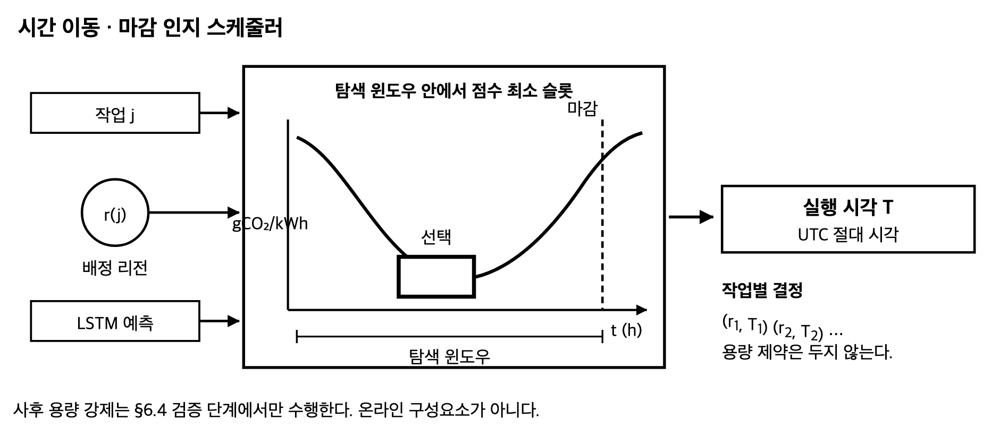 시간 이동 · 마감 인지 스케줄러
탐색 윈도우 안에서 점수 최소 슬롯
마감
작업 j
r(j)
배정 리전
LSTM 예측
gCO₂/kWh
선택
t (h)
탐색 윈도우
실행 시각 T
UTC 절대 시각
작업별 결정
(r₁, T₁) (r₂, T₂) ⋯
용량 제약은 두지 않는다.
사후 용량 강제는 §6.4 검증 단계에서만 수행한다. 온라인 구성요소가 아니다.